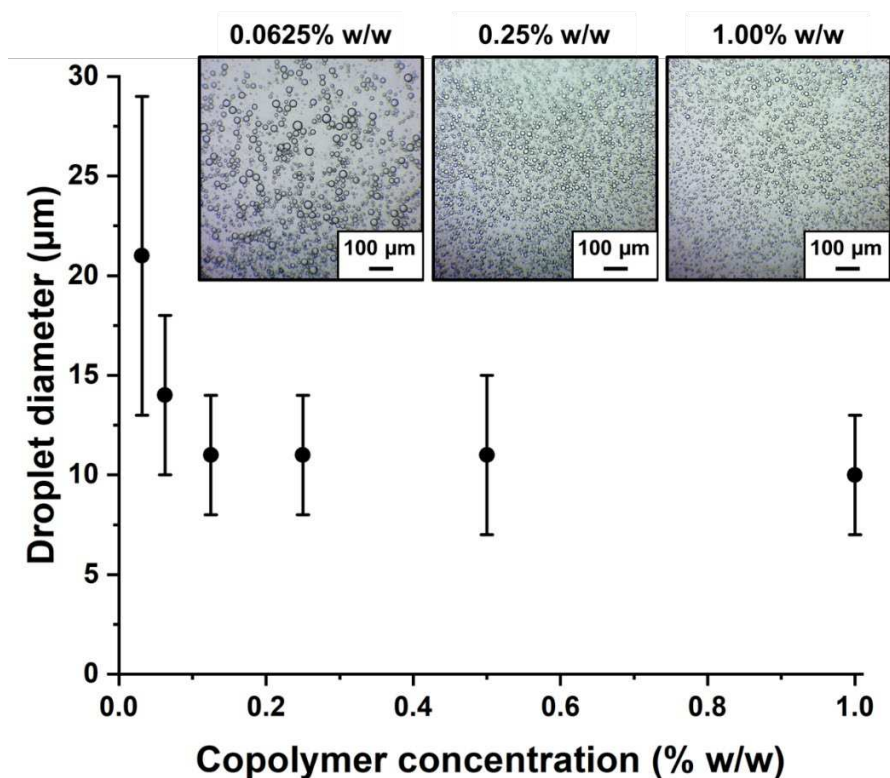 0.0625% w/w
0.25% w/w
1.00% w/w
100 µm
100 µm
100 µm
30
25
20
15
10
5
0
Droplet diameter (µm)
0.0
0.2
0.4
0.6
0.8
1.0
Copolymer concentration (% w/w)